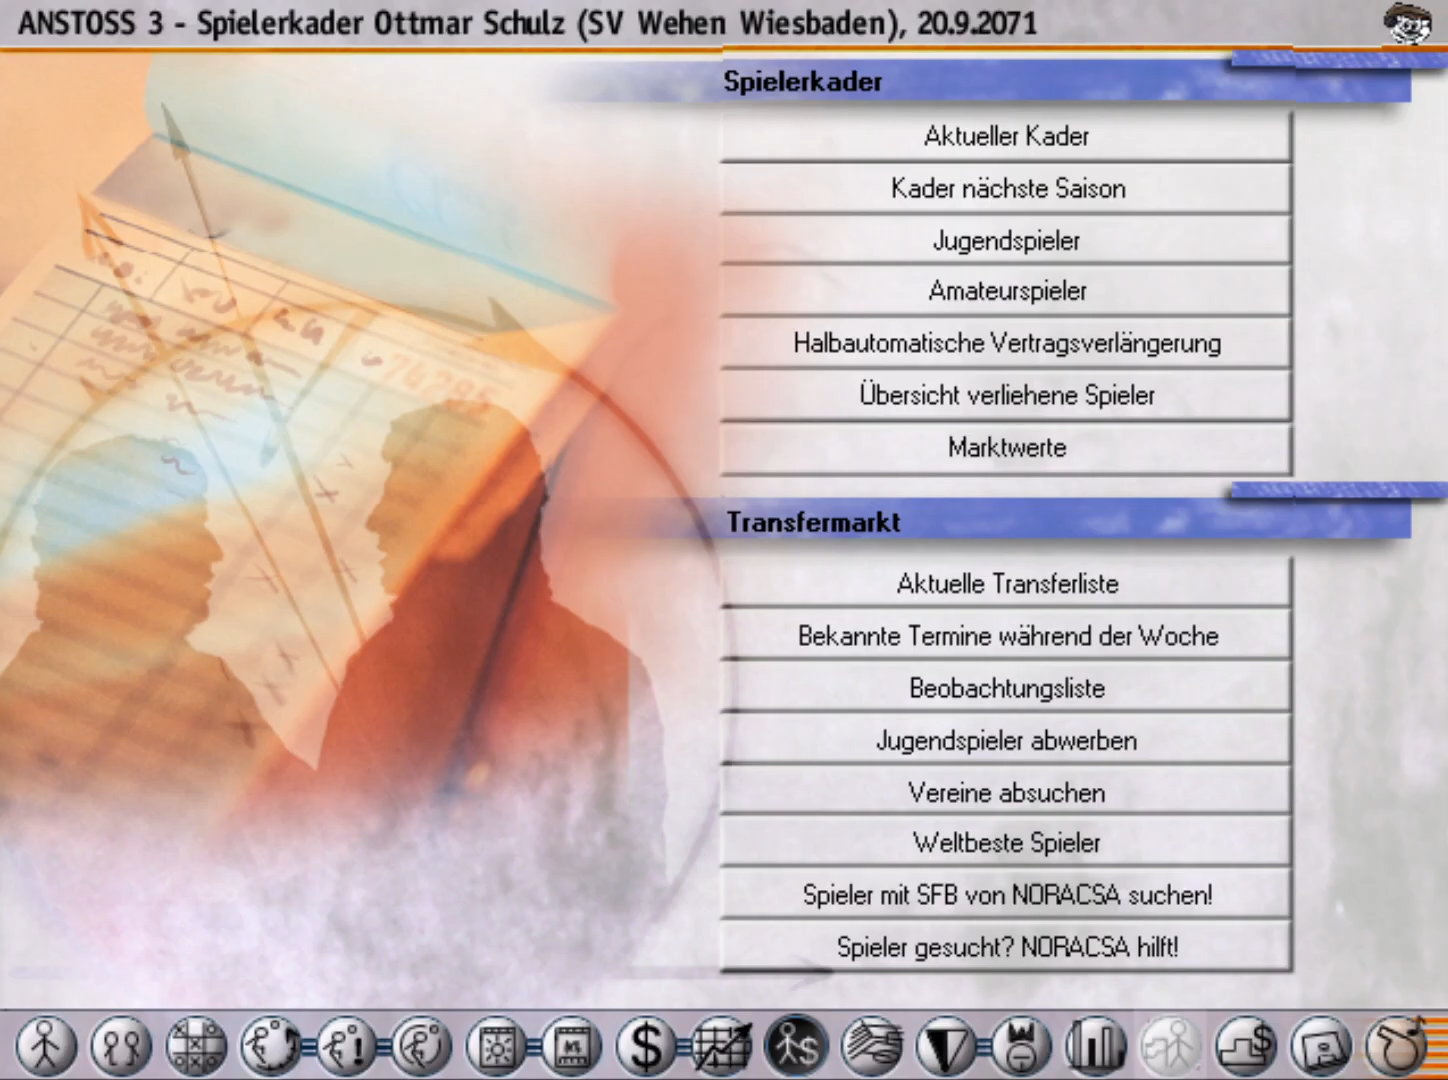 ANSTOSS 3 - Spielerkader Ottmar Schulz (SV Wehen Wiesbaden), 20.9.2071
Spielerkader
Aktueller Kader
Kader nächste Saison
Jugendspieler
Amateurspieler
Halbautomatische Vertragsverlängerung
Übersicht verliehene Spieler
Marktwerte
Transfermarkt
Aktuelle Transferliste
Bekannte Termine während der Woche
Beobachtungsliste
Jugendspieler abwerben
Vereine absuchen
Weltbeste Spieler
Spieler mit SFB von NORACSA suchen!
Spieler gesucht? NORACSA hilft!